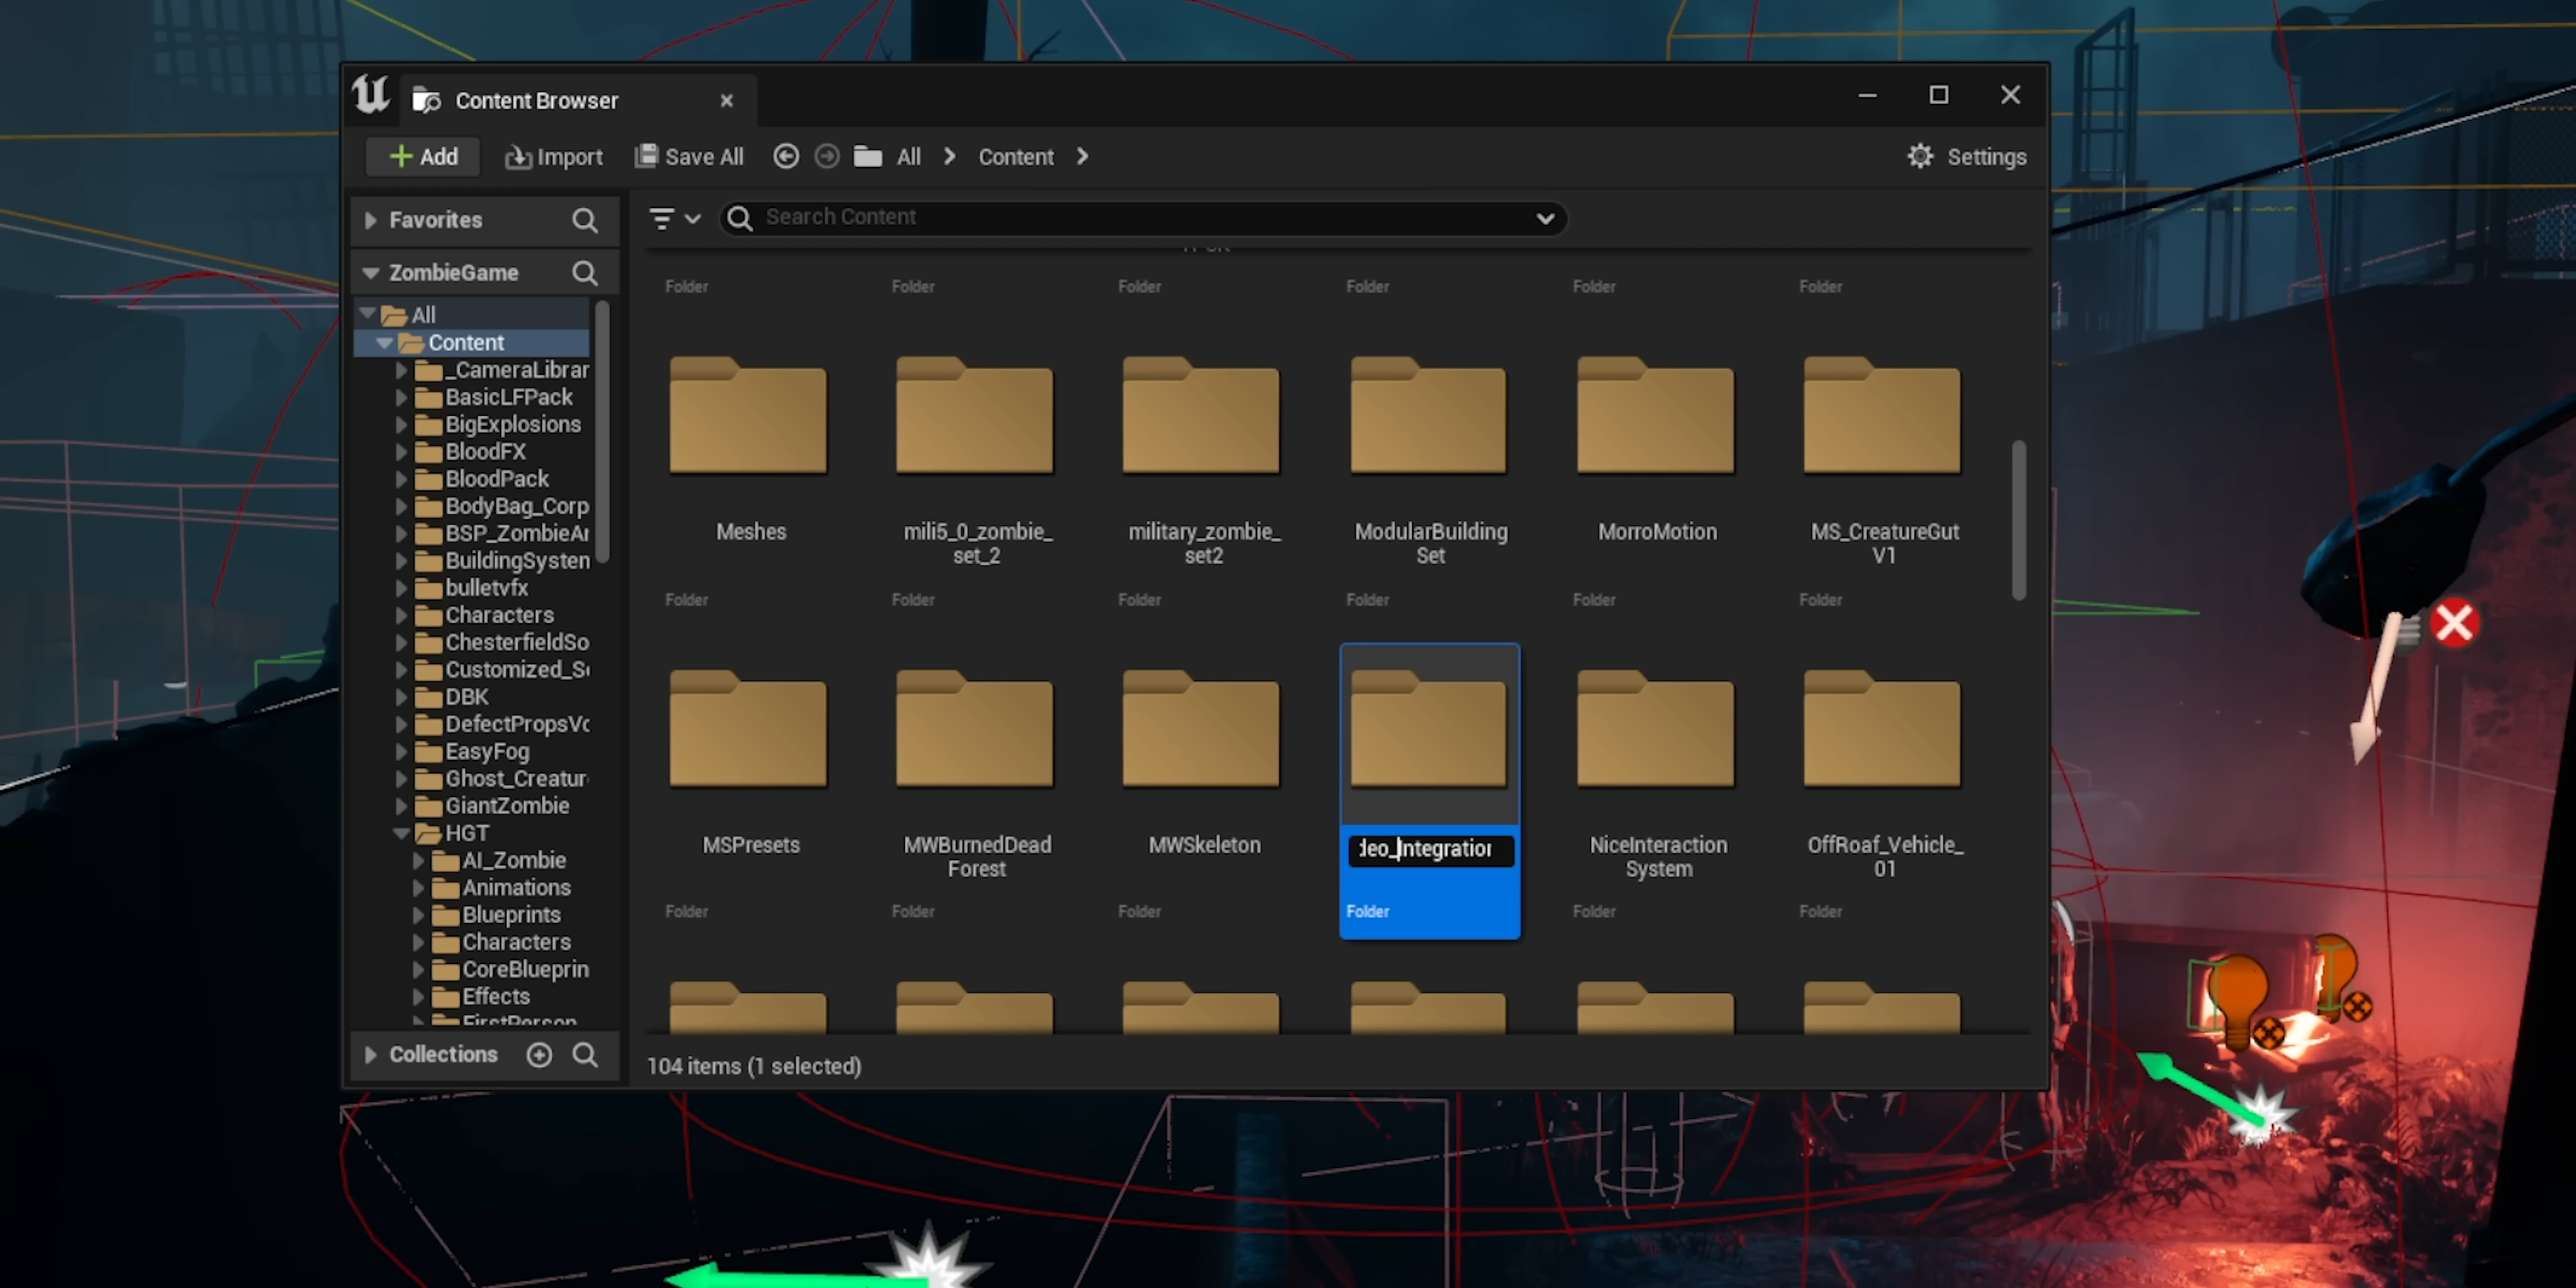 Content Browser
Add
Import
Save All
All
Content
Settings
Favorites
Search Content
ZombieGame
All
Content
_CameraLibrar
BasicLFPack
BigExplosions
BloodFX
BloodPack
BodyBag_Corp
BSP_ZombieAr
BuildingSysten
bulletvfx
Characters
ChesterfieldSo
Customized_S
DBK
DefectPropsVo
EasyFog
Ghost_Creatur
GiantZombie
HGT
AI_Zombie
Animations
Blueprints
Characters
CoreBlueprin
Effects
FirstPerson
Collections
Folder Folder Folder Folder Folder Folder
Meshes mili5_0_zombie_ military_zombie_ ModularBuilding MorroMotion MS_CreatureGut
set_2 set2 Set V1
Folder Folder Folder Folder Folder Folder
MSPresets MWBurnedDead MWSkeleton deo_Integration NiceInteraction OffRoaf_Vehicle_
Forest System 01
Folder Folder Folder Folder Folder Folder
104 items (1 selected)